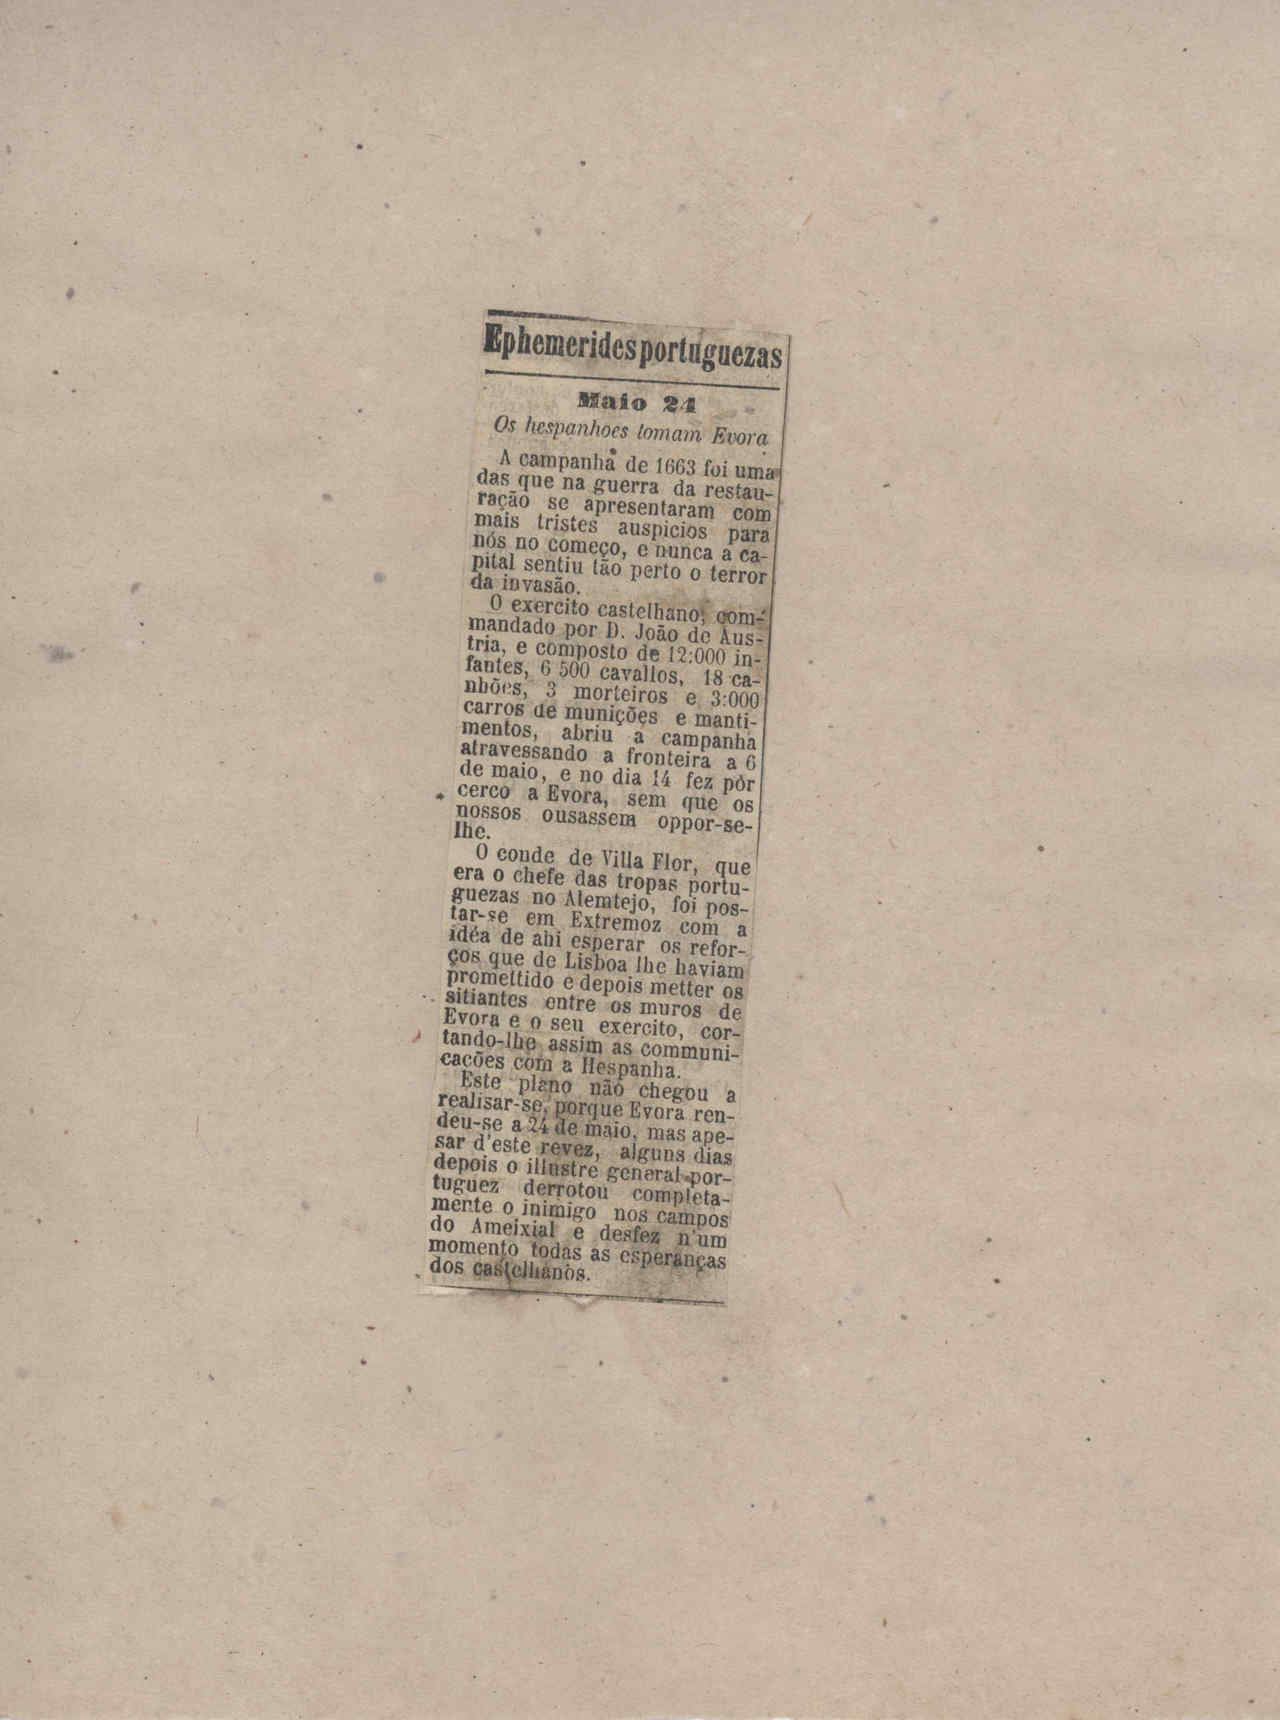 Ephemerides portuguezas
Maio 24
Os hespanhoes tomam Evora
A campanha de 1663 foi uma
das que na guerra da restau-
ração se apresentaram com
mais tristes auspicios para
nós no começo, e nunca a ca-
pital sentiu tão perto o terror
da invasão.
O exercito castelhano, com-
mandado por D. João de Aus-
tria, e composto de 12:000 in-
fantes, 6 500 cavallos, 18 ca-
nhões, 3 morteiros e 3:000
carros de munições e manti-
mentos, abriu a campanha
atravessando a fronteira a 6
de maio, e no dia 14 fez pôr
cerco a Evora, sem que os
nossos ousassem oppor-se-
lhe.
O conde de Villa Flor, que
era o chefe das tropas portu-
guezas no Alemtejo, foi pos-
tar-se em Extremoz com a
idéa de ahi esperar os refor-
ços que de Lisboa lhe haviam
promettido e depois metter os
sitiantes entre os muros de
Evora e o seu exercito, cor-
tando-lhe assim as communi-
cações com a Hespanha.
Este plano não chegou a
realisar-se, porque Evora ren-
deu-se a 24 de maio, mas ape-
sar d'este revez, alguns dias
depois o illustre general por-
tuguez derrotou completa-
mente o inimigo nos campos
do Ameixial e desfez n'um
momento todas as esperanças
dos castelhanos.